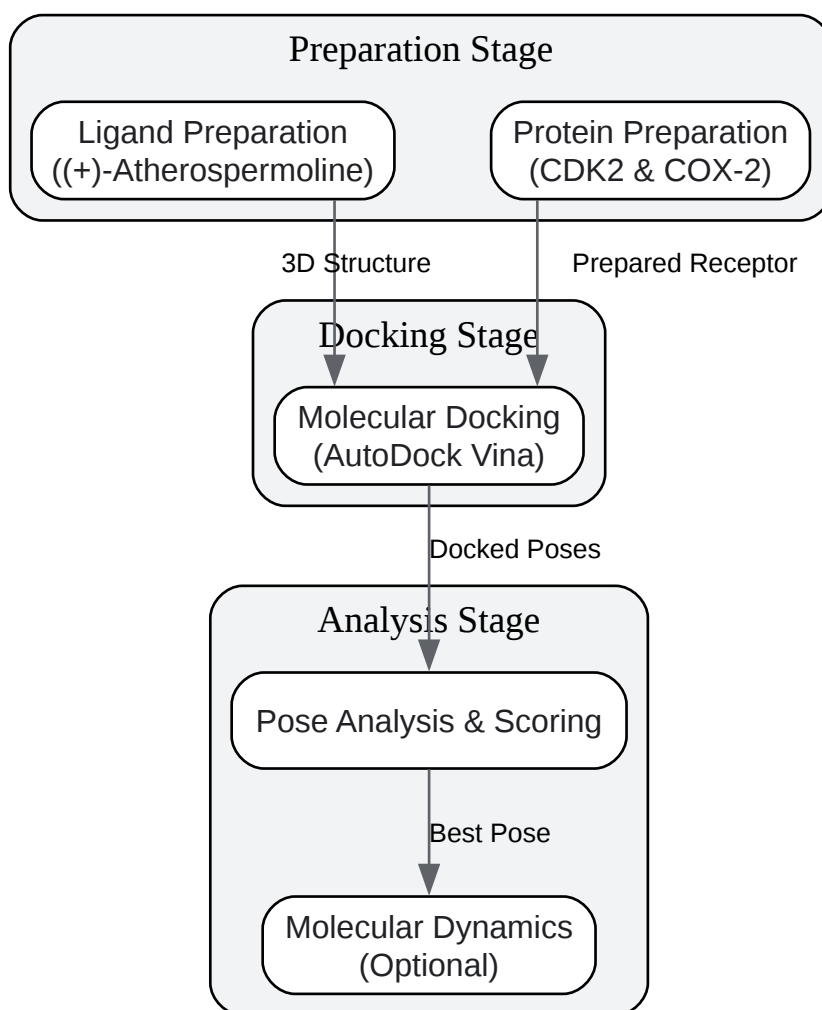 Preparation Stage
Ligand Preparation
((+)-Atherospermoline)
Protein Preparation
(CDK2 & COX-2)
3D Structure
Prepared Receptor
Docking Stage
Molecular Docking
(AutoDock Vina)
Docked Poses
Analysis Stage
Pose Analysis & Scoring
Best Pose
Molecular Dynamics
(Optional)